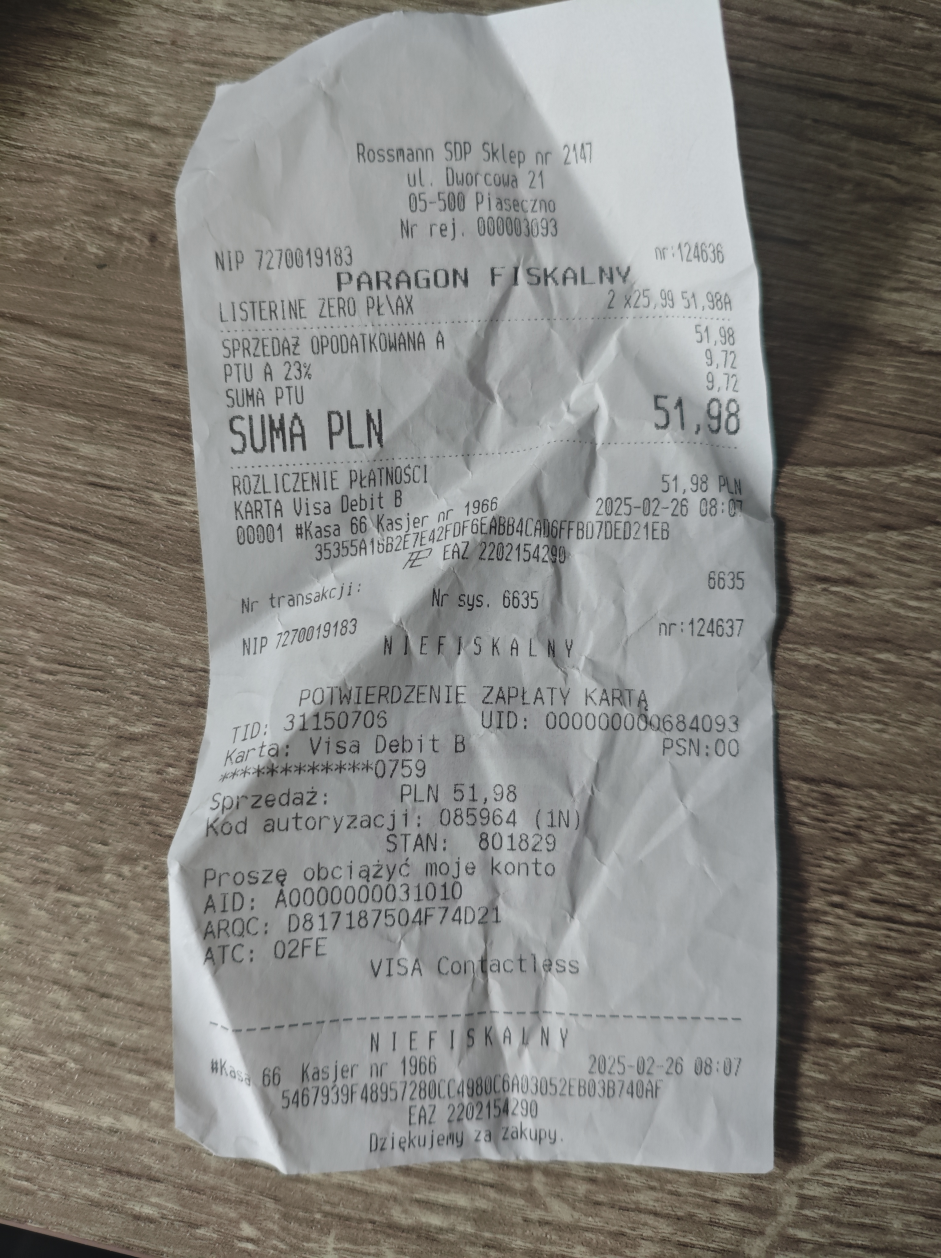 Rossmann SDP Sklep nr 2147
ul. Dworcowa 21
05-500 Piaseczno
Nr rej. 000003693
NIP 7270019183 nr:124636
PARAGON FISKALNY
LISTERINE ZERO PŁ\AX 2 x25,99 51,98A
SPRZEDAŻ OPODATKOWANA A 51,98
PTU A 23% 9,72
SUMA PTU 9,72
SUMA PLN 51,98
ROZLICZENIE PŁATNOŚCI
KARTA Visa Debit B 51,98 PLN
00001 #Kasa 66 Kasjer nr 1966 2025-02-26 08:07
35355A16B2E7E42FDF6EABB4CAD6FFBD7DED21EB
EAZ 2202154290
Nr transakcji: 6635
Nr sys. 6635
NIP 7270019183 nr:124637
NIEFISKALNY
POTWIERDZENIE ZAPŁATY KARTĄ
TID: 31150706 UID: 000000000684093
Karta: Visa Debit B PSN:00
************0759
Sprzedaż: PLN 51,98
Kod autoryzacji: 085964 (1N)
STAN: 801829
Proszę obciążyć moje konto
AID: A0000000031010
ARQC: D817187504F74D21
ATC: 02FE
VISA Contactless
NIEFISKALNY
#Kasa 66 Kasjer nr 1966 2025-02-26 08:07
5467939F48957280CC4980C6A03052EB03B740AF
EAZ 2202154290
Dziękujemy za zakupy.